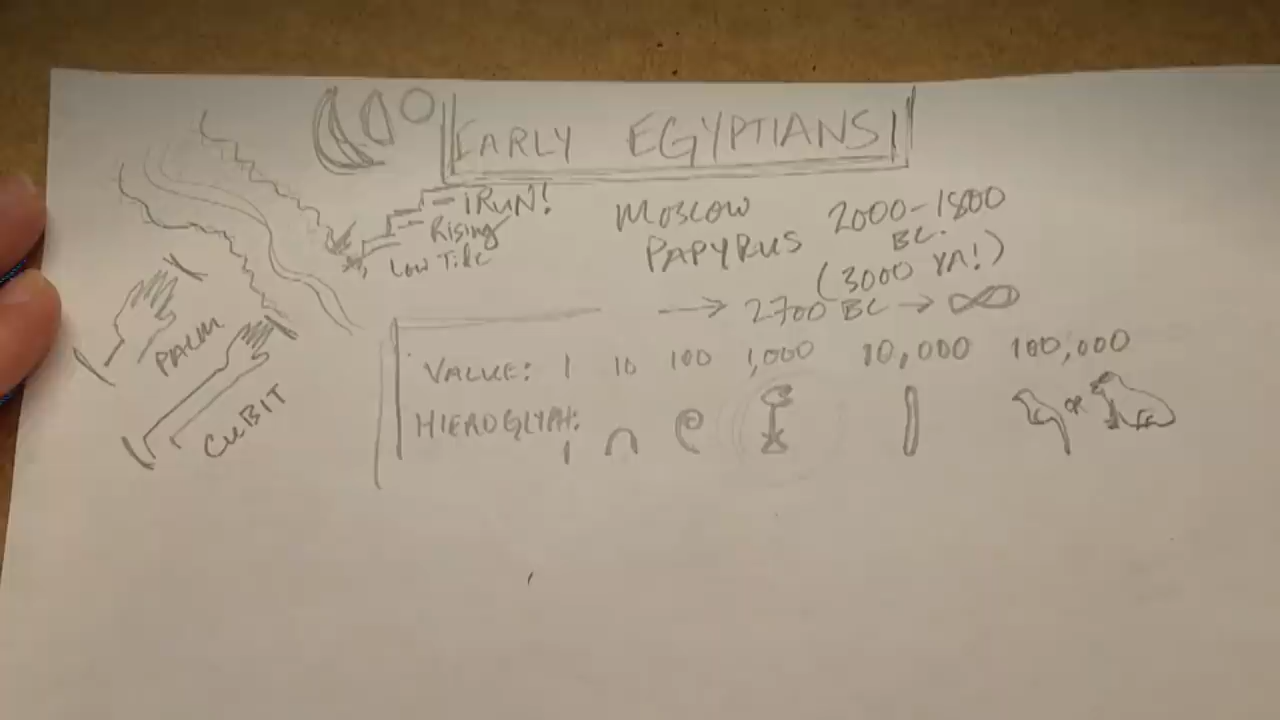 EARLY EGYPTIANS
!RUN!
Rising
Low Tide
MOSCOW
PAPYRUS
2000-1800
BC.
(3000 YA!)
→ 2700 BC → ∞
PALM
CUBIT
VALUE: 1 10 100 1,000 10,000 100,000
HIEROGLYPH:
OR